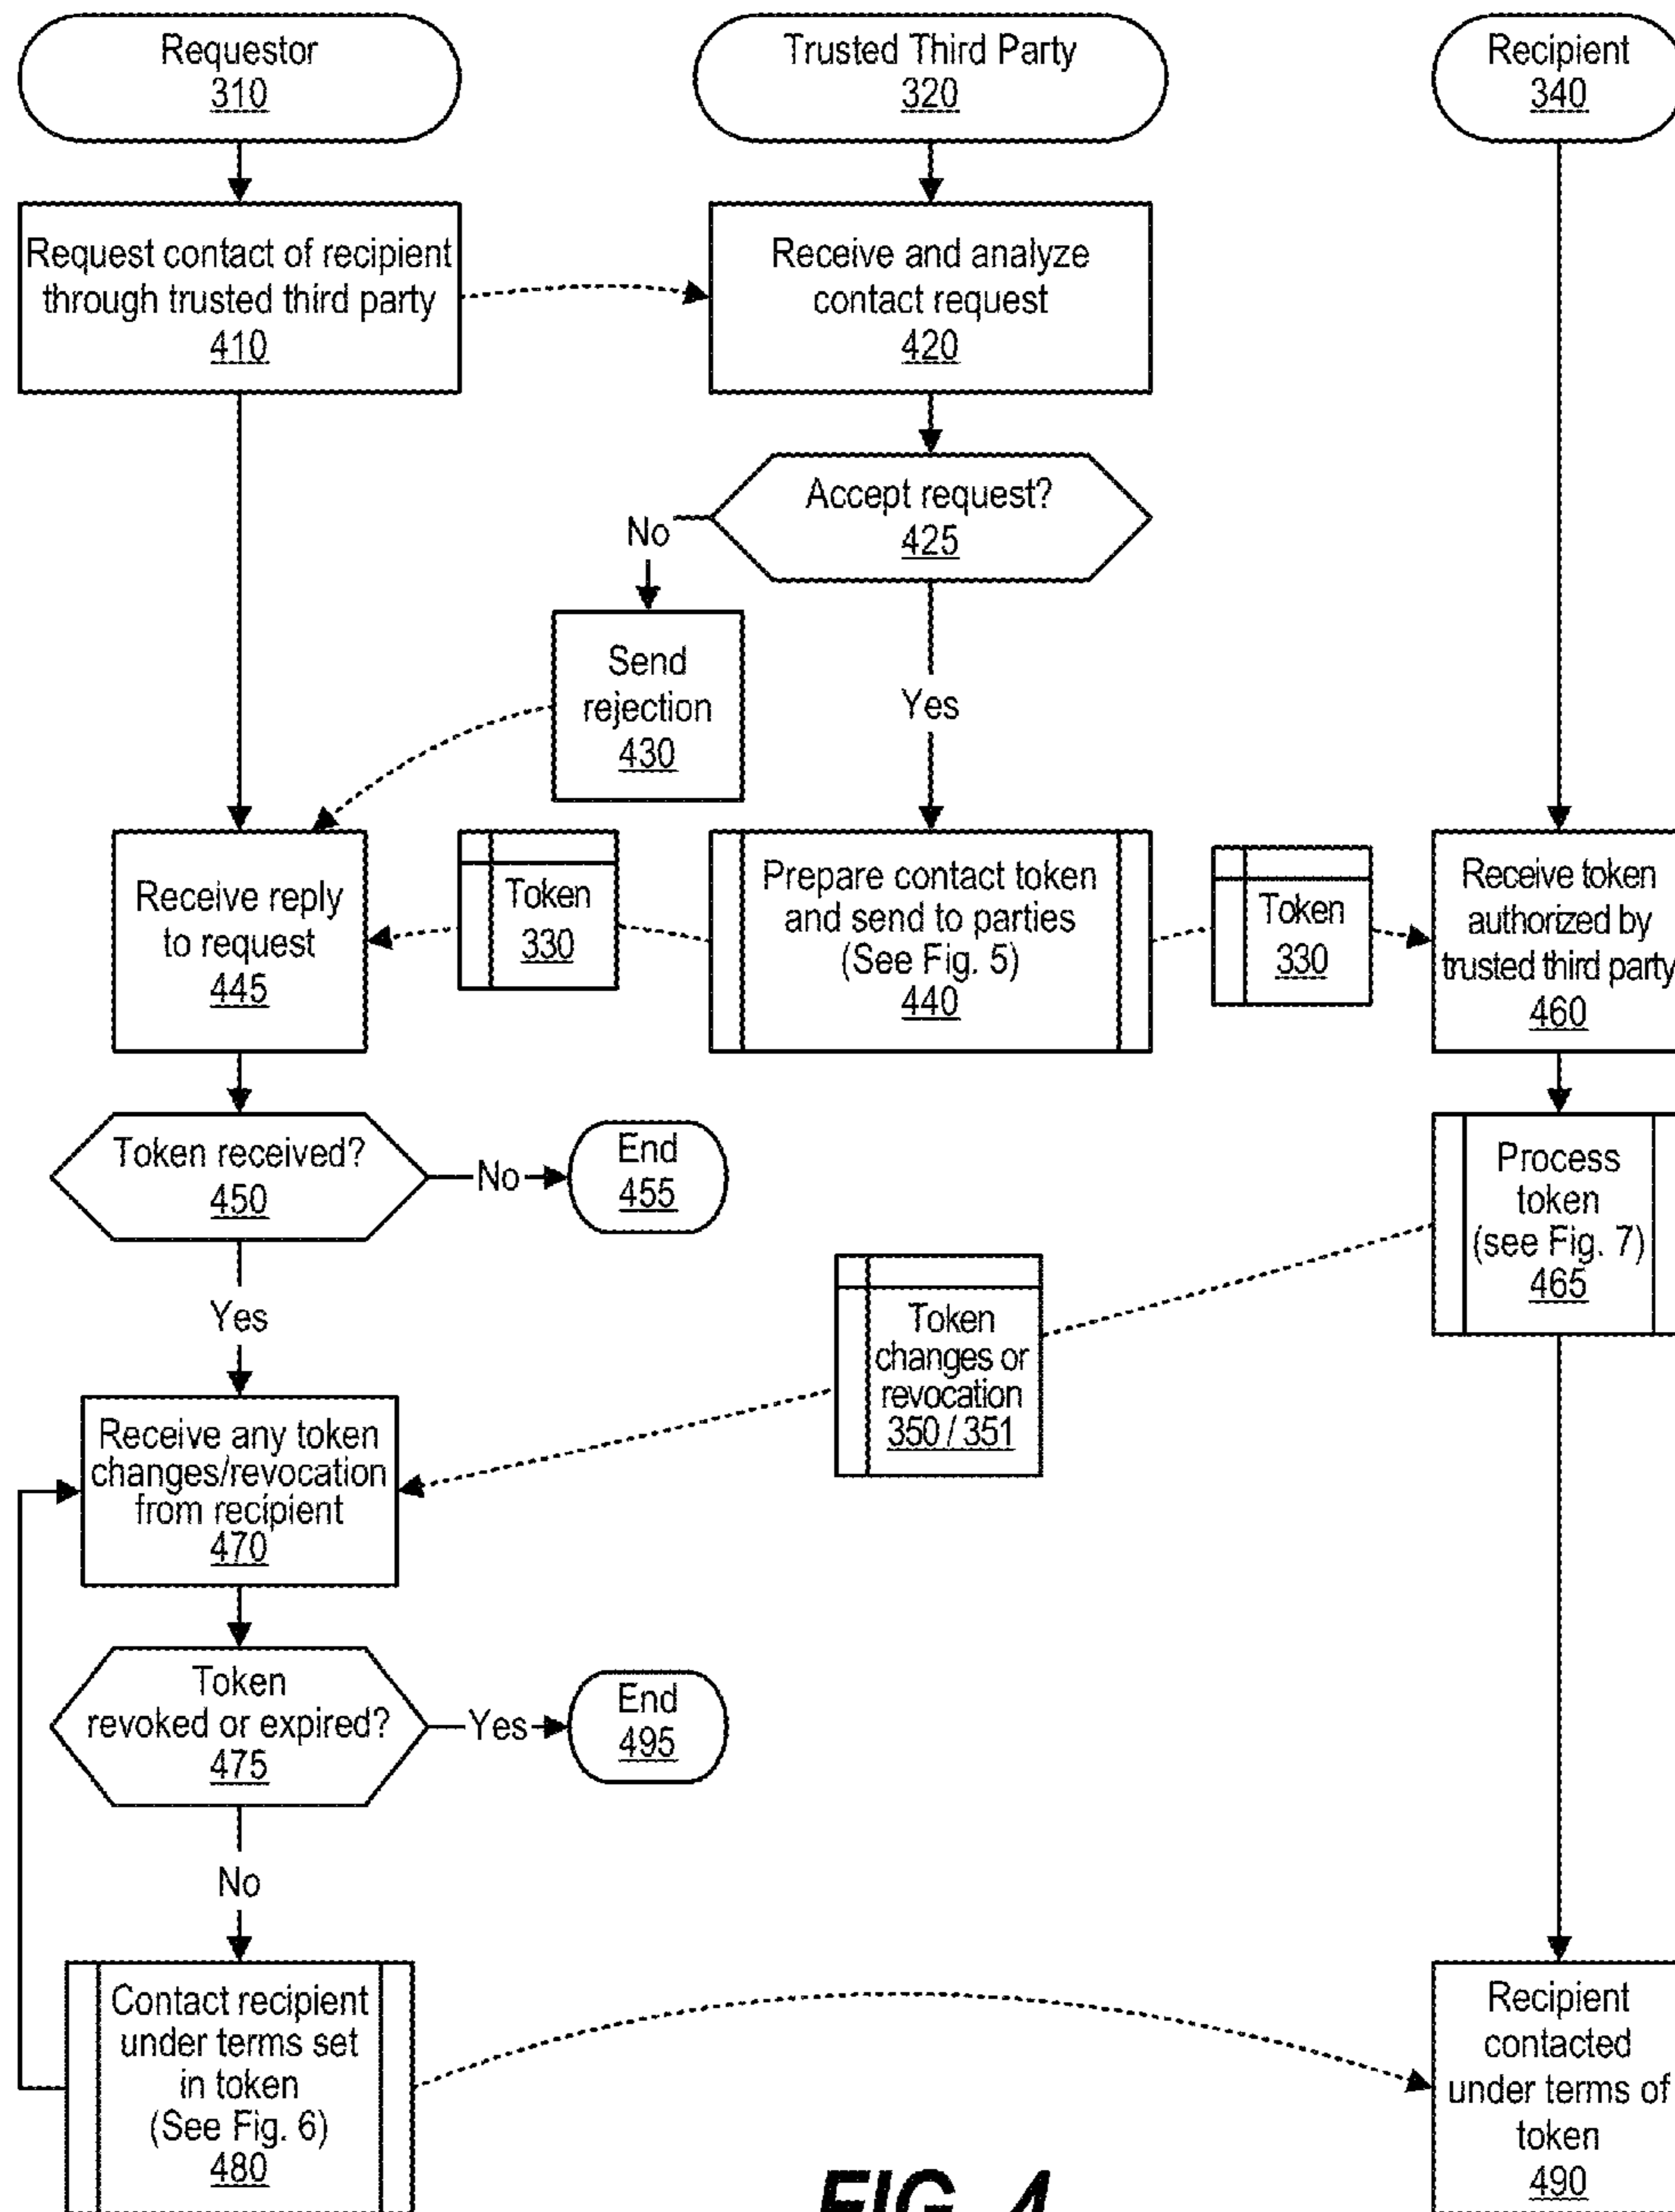 Requestor
310
Trusted Third Party
320
Recipient
340
Request contact of recipient
through trusted third party
410
Receive and analyze
contact request
420
Accept request?
425
No
Send
rejection
430
Yes
Receive reply
to request
445
Token
330
Prepare contact token
and send to parties
(See Fig. 5)
440
Token
330
Receive token
authorized by
trusted third party
460
Token received?
450
No
End
455
Process
token
(see Fig. 7)
465
Yes
Token
changes or
revocation
350 / 351
Receive any token
changes/revocation
from recipient
470
Token
revoked or expired?
475
Yes
End
495
No
Contact recipient
under terms set
in token
(See Fig. 6)
480
Recipient
contacted
under terms of
token
490
FIG. 4